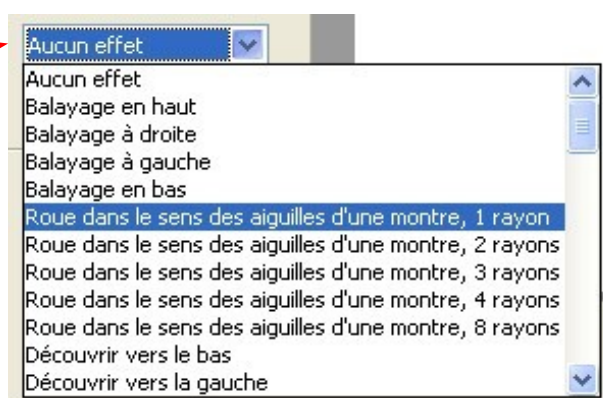 Aucun effet
Aucun effet
Balayage en haut
Balayage à droite
Balayage à gauche
Balayage en bas
Roue dans le sens des aiguilles d'une montre, 1 rayon
Roue dans le sens des aiguilles d'une montre, 2 rayons
Roue dans le sens des aiguilles d'une montre, 3 rayons
Roue dans le sens des aiguilles d'une montre, 4 rayons
Roue dans le sens des aiguilles d'une montre, 8 rayons
Découvrir vers le bas
Découvrir vers la gauche